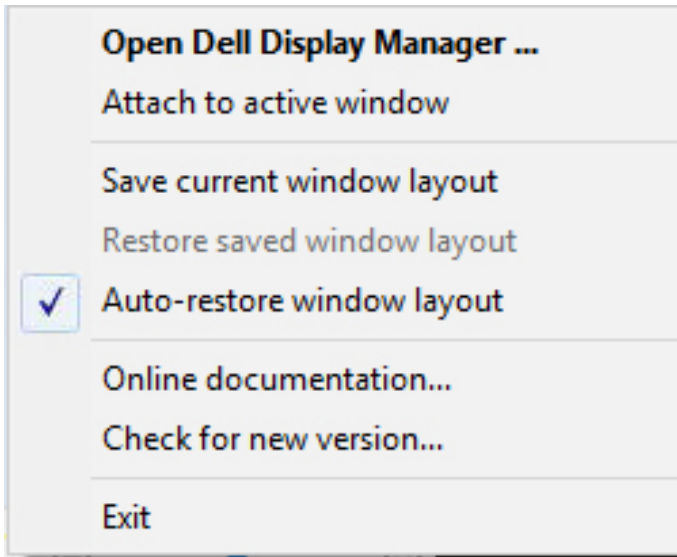 Open Dell Display Manager ...
Attach to active window
Save current window layout
Restore saved window layout
Auto-restore window layout
Online documentation...
Check for new version...
Exit